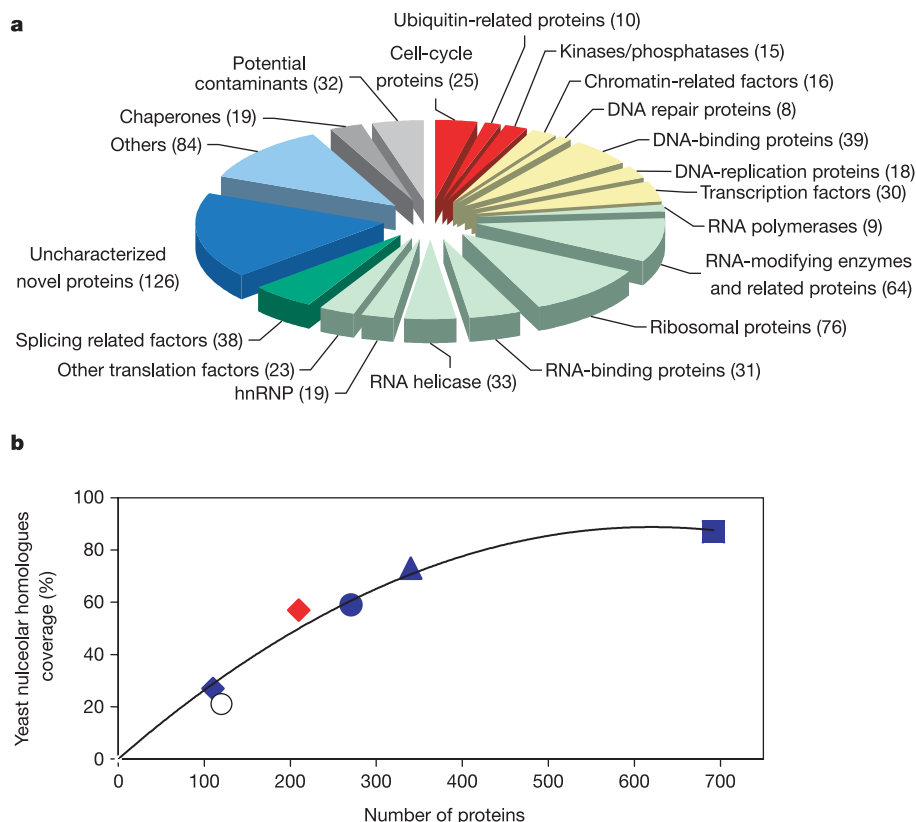 a
Ubiquitin-related proteins (10)
Cell-cycle
proteins (25)
Kinases/phosphatases (15)
Potential
contaminants (32)
Chromatin-related factors (16)
Chaperones (19)
DNA repair proteins (8)
Others (84)
DNA-binding proteins (39)
DNA-replication proteins (18)
Transcription factors (30)
RNA polymerases (9)
Uncharacterized
novel proteins (126)
RNA-modifying enzymes
and related proteins (64)
Splicing related factors (38)
Ribosomal proteins (76)
Other translation factors (23)
RNA-binding proteins (31)
hnRNP (19)
RNA helicase (33)
b
Yeast nulceolar homologues
coverage (%)
100
80
60
40
20
0
0 100 200 300 400 500 600 700
Number of proteins